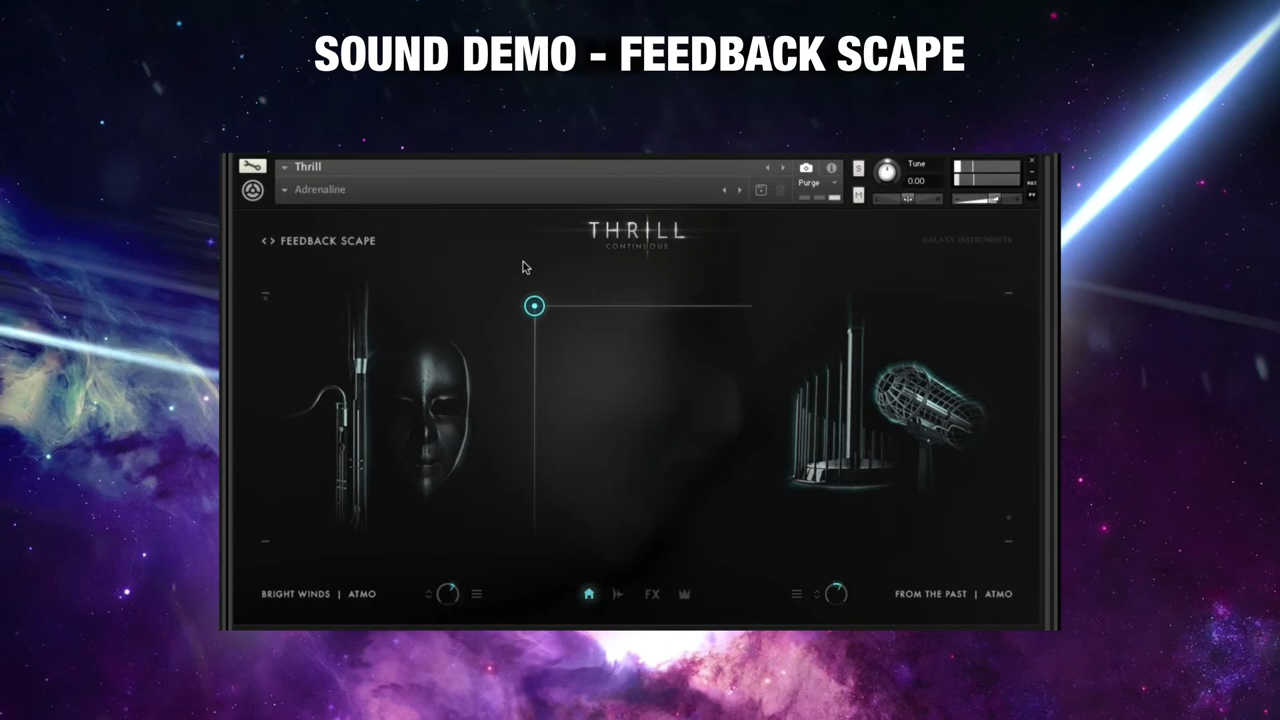 SOUND DEMO - FEEDBACK SCAPE
Thrill
Tune
Purge
0.00
S
Adrenaline
M
THRILL
CONTINUOUS
<> FEEDBACK SCAPE
GALAXY INSTRUMENTS
BRIGHT WINDS | ATMO
FX
FROM THE PAST | ATMO